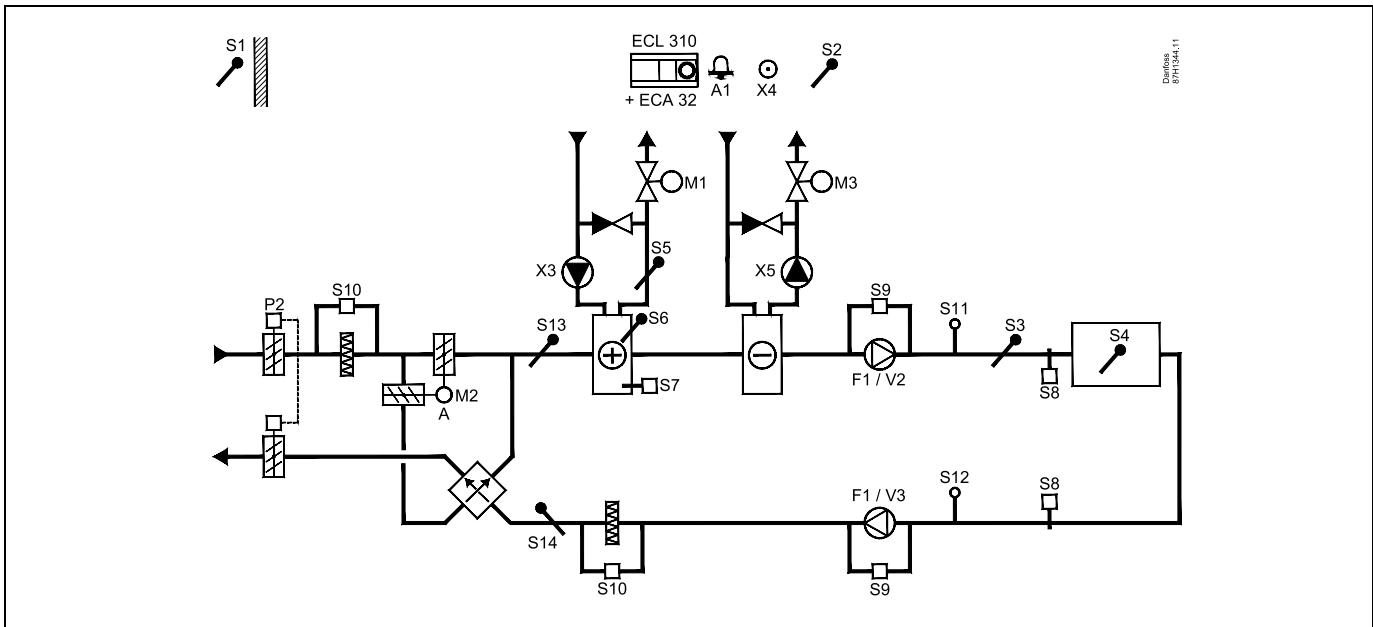 S1
ECL 310
+ ECA 32
A1
X4
S2
Danfoss
87H1344.11
M1
M3
X3
S5
X5
P2
S10
S13
S6
S9
S11
S3
S4
S7
F1 / V2
S8
M2
A
F1 / V3
S12
S8
S14
S10
S9